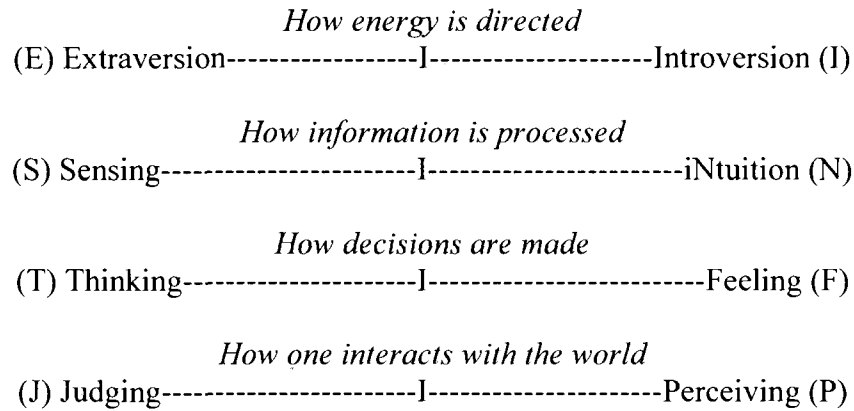 How energy is directed
(E) Extraversion------------------I---------------------Introversion (I)
How information is processed
(S) Sensing------------------------I------------------------iNtuition (N)
How decisions are made
(T) Thinking-----------------------I--------------------------Feeling (F)
How one interacts with the world
(J) Judging------------------------I----------------------Perceiving (P)